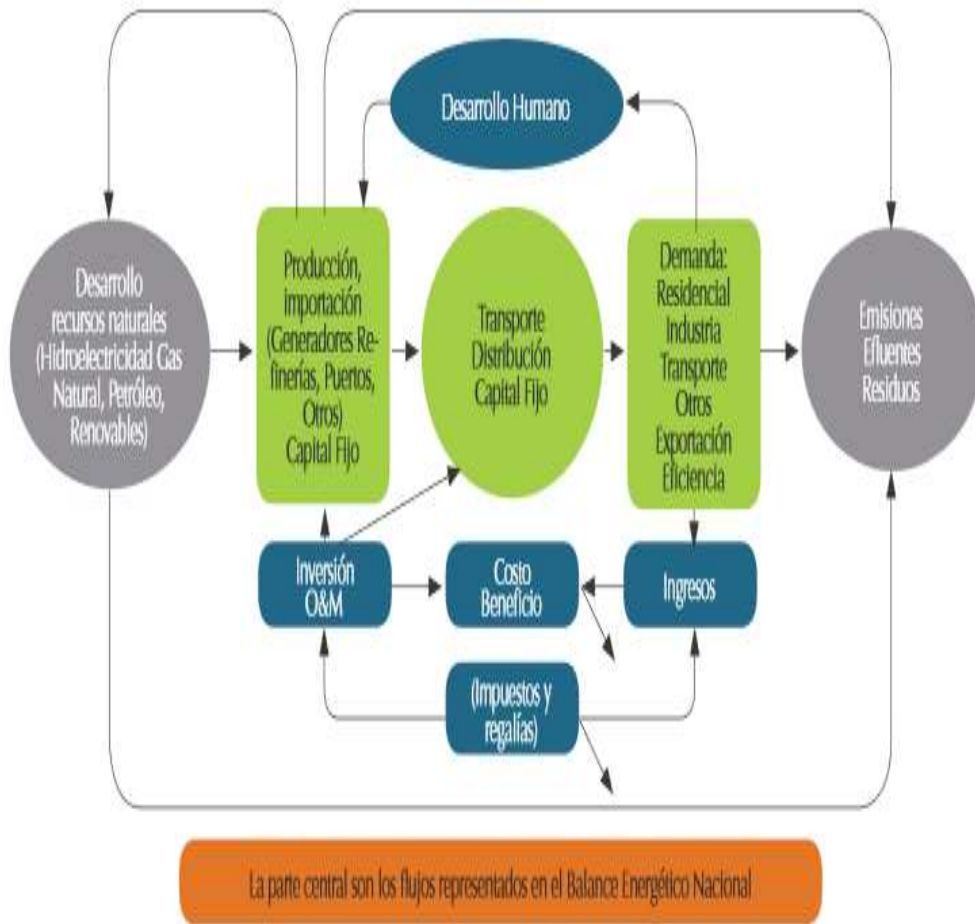 Desarrollo Humano
Desarrollo
recursos naturales
(Hidroelectricidad Gas
Natural, Petróleo,
Renovables)
Producción,
importación
(Generadores Re-
finerías, Puertos,
Otros)
Capital Fijo
Transporte
Distribución
Capital Fijo
Demanda:
Residencial
Industria
Transporte
Otros
Exportación
Eficiencia
Emisiones
Efluentes
Residuos
Inversión
O&M
Costo
Beneficio
Ingresos
(Impuestos y
regalías)
La parte central son los flujos representados en el Balance Energético Nacional